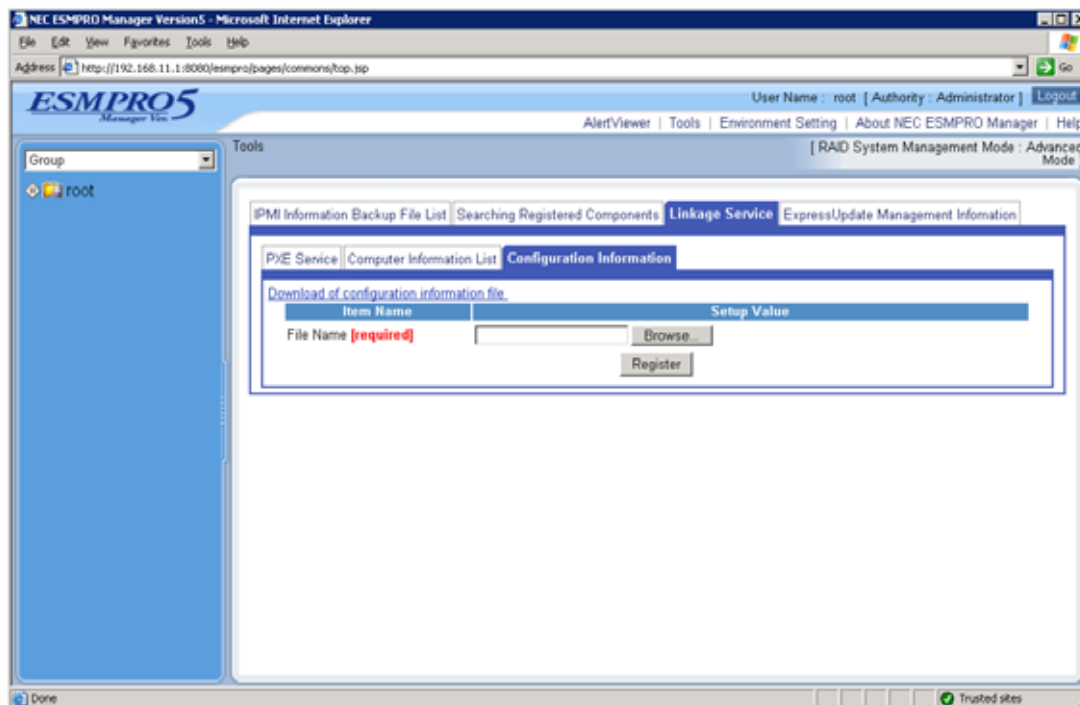 NEC ESMPRO Manager Version5 - Microsoft Internet Explorer
File Edit View Favorites Tools Help
Address http://192.168.11.1:8080/esmpro/pages/commons/top.jsp Go
ESMPRO5
Manager Ver.
User Name : root [ Authority : Administrator ] Logout
AlertViewer | Tools | Environment Setting | About NEC ESMPRO Manager | Help
Group
Tools
[ RAID System Management Mode : Advanced
Mode
root
IPMI Information Backup File List Searching Registered Components Linkage Service ExpressUpdate Management Infomation
PXE Service Computer Information List Configuration Information
Download of configuration information file
Item Name Setup Value
File Name [required] Browse...
Register
Done Trusted sites